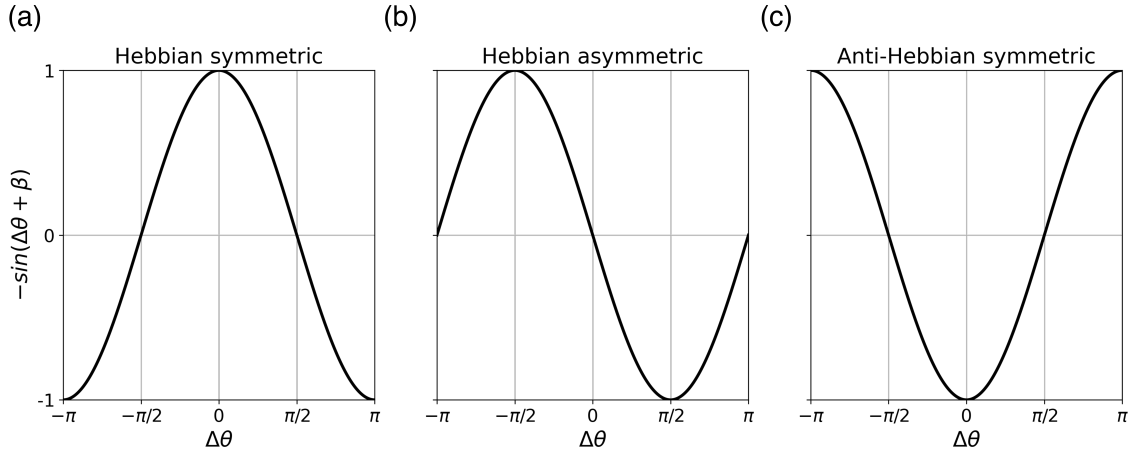 (a)
(b)
(c)
Hebbian symmetric
Hebbian asymmetric
Anti-Hebbian symmetric
−sin(Δθ + β)
1
0
-1
−π −π/2 0 π/2 π
−π −π/2 0 π/2 π
−π −π/2 0 π/2 π
Δθ
Δθ
Δθ